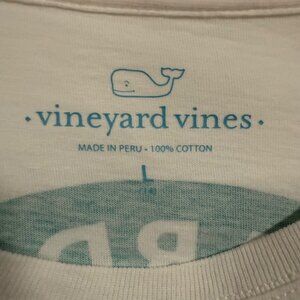 · vineyard vines ·
MADE IN PERU · 100% COTTON
L